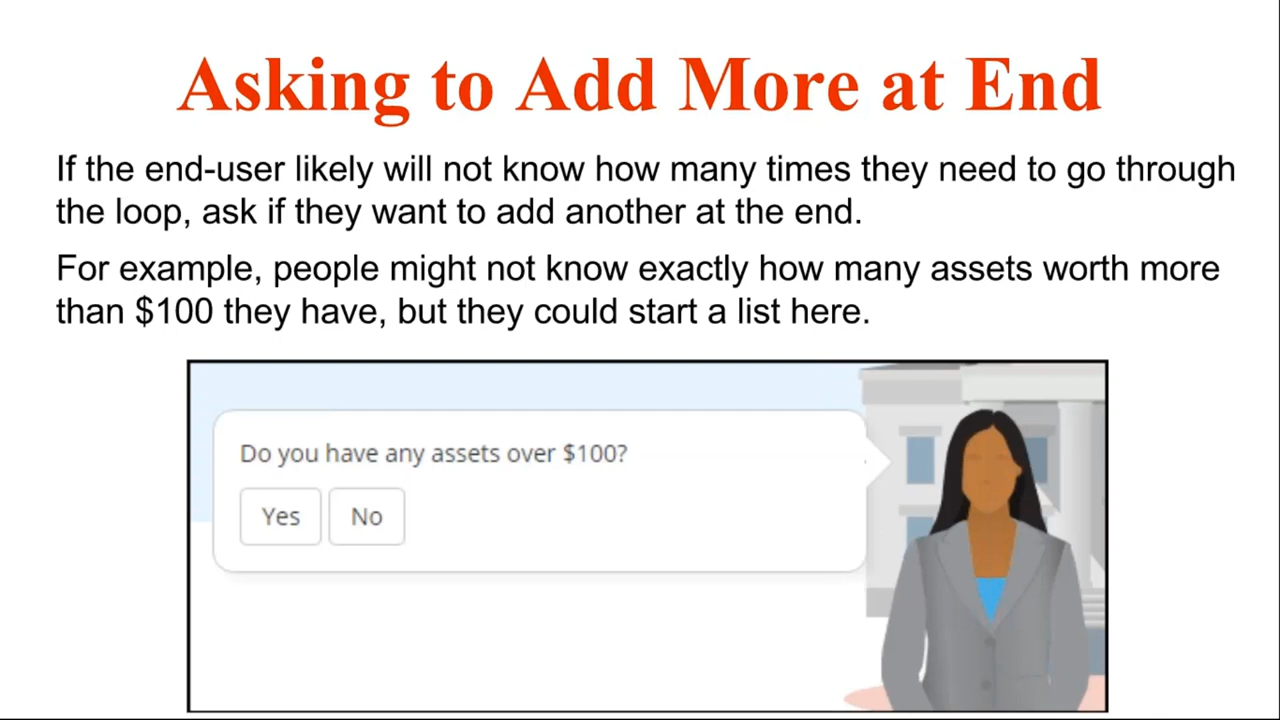 Asking to Add More at End
If the end-user likely will not know how many times they need to go through
the loop, ask if they want to add another at the end.
For example, people might not know exactly how many assets worth more
than $100 they have, but they could start a list here.
Do you have any assets over $100?
Yes No